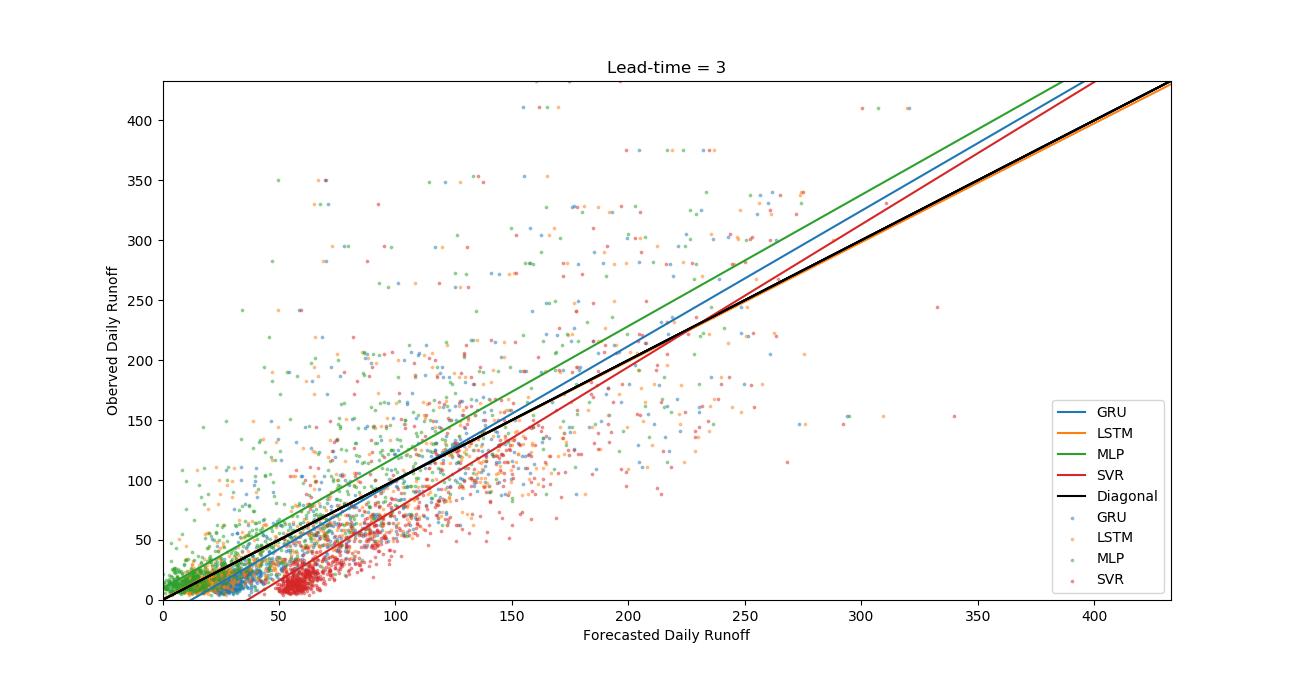 Lead-time = 3
Oberved Daily Runoff
400
350
300
250
200
150
100
50
0
0 50 100 150 200 250 300 350 400
Forecasted Daily Runoff
GRU
LSTM
MLP
SVR
Diagonal
GRU
LSTM
MLP
SVR